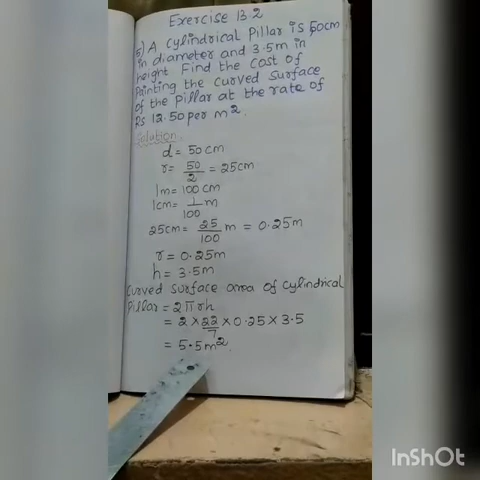 Exercise 13.2
5) A Cylindrical Pillar is 50cm
in diameter and 3.5m in
height Find the cost of
Painting the curved surface
of the pillar at the rate of
Rs 12.50 per m2.
Solution
d = 50cm
r = 50/2 = 25cm
1m = 100 cm
1cm = 1/100 m
25cm = 25/100 m = 0.25m
r = 0.25m
h = 3.5m
Curved surface area of cylindrical
Pillar = 2πrh
= 2 × 22/7 × 0.25 × 3.5
= 5.5m2
InShOt